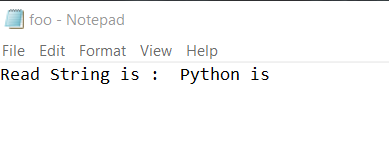 foo - Notepad
File Edit Format View Help
Read String is :  Python is